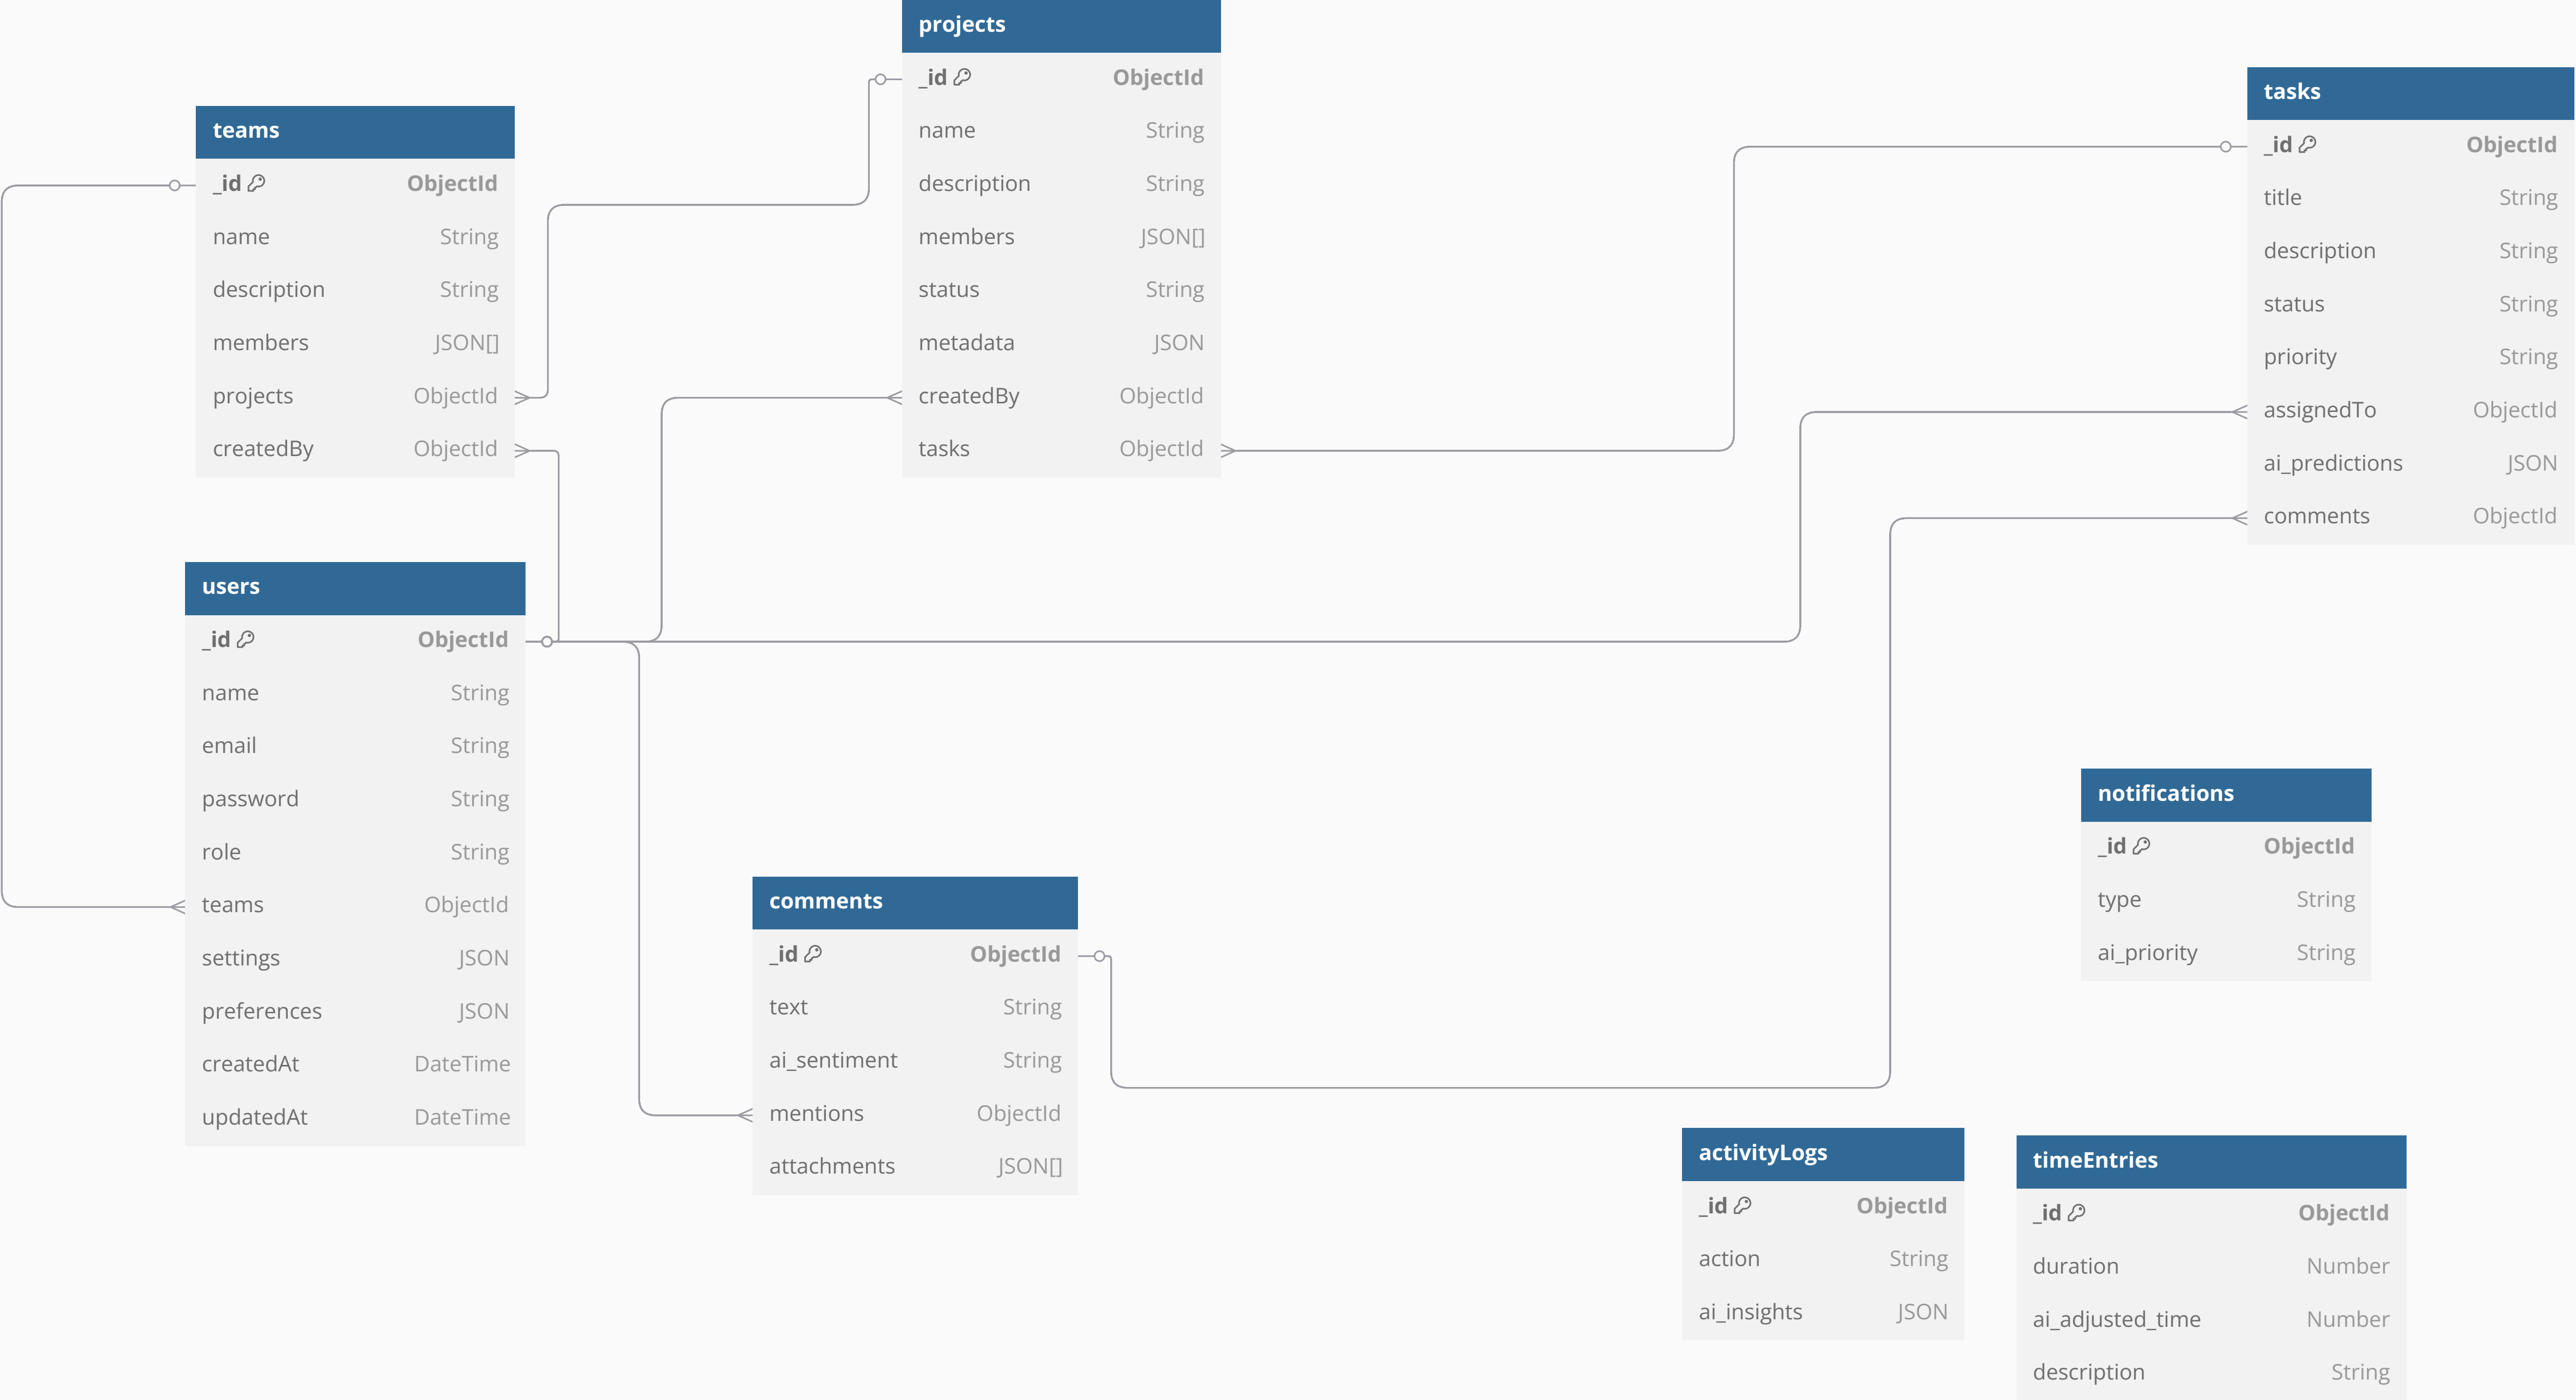 teams
_id ObjectId
name String
description String
members JSON[]
projects ObjectId
createdBy ObjectId
projects
_id ObjectId
name String
description String
members JSON[]
status String
metadata JSON
createdBy ObjectId
tasks ObjectId
tasks
_id ObjectId
title String
description String
status String
priority String
assignedTo ObjectId
ai_predictions JSON
comments ObjectId
users
_id ObjectId
name String
email String
password String
role String
teams ObjectId
settings JSON
preferences JSON
createdAt DateTime
updatedAt DateTime
comments
_id ObjectId
text String
ai_sentiment String
mentions ObjectId
attachments JSON[]
notifications
_id ObjectId
type String
ai_priority String
activityLogs
_id ObjectId
action String
ai_insights JSON
timeEntries
_id ObjectId
duration Number
ai_adjusted_time Number
description String